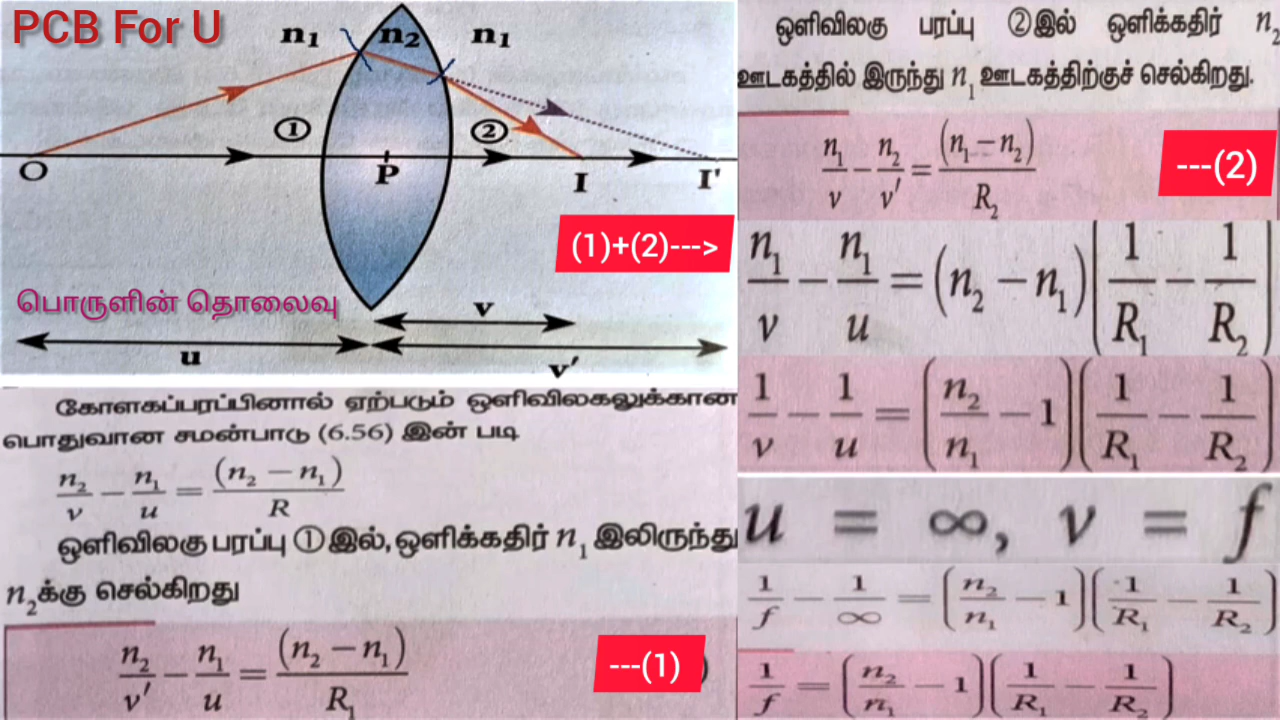 PCB For U
n₁ n₂ n₁
① ②
O P I I'
(1)+(2)--->
பொருளின் தொலைவு
v
u
v'
கோளகப்பரப்பினால் ஏற்படும் ஒளிவிலகலுக்கான
பொதுவான சமன்பாடு (6.56) இன் படி
n₂/v − n₁/u = (n₂ − n₁)/R
ஒளிவிலகு பரப்பு ①இல், ஒளிக்கதிர் n₁ இலிருந்து
n₂க்கு செல்கிறது
n₂/v' − n₁/u = (n₂ − n₁)/R₁ ---(1)
ஒளிவிலகு பரப்பு ②இல் ஒளிக்கதிர் n₂
ஊடகத்தில் இருந்து n₁ ஊடகத்திற்குச் செல்கிறது.
n₁/v − n₂/v' = (n₁ − n₂)/R₂ ---(2)
n₁/v − n₁/u = (n₂ − n₁)(1/R₁ − 1/R₂)
1/v − 1/u = (n₂/n₁ − 1)(1/R₁ − 1/R₂)
u = ∞, v = f
1/f − 1/∞ = (n₂/n₁ − 1)(1/R₁ − 1/R₂)
1/f = (n₂/n₁ − 1)(1/R₁ − 1/R₂)